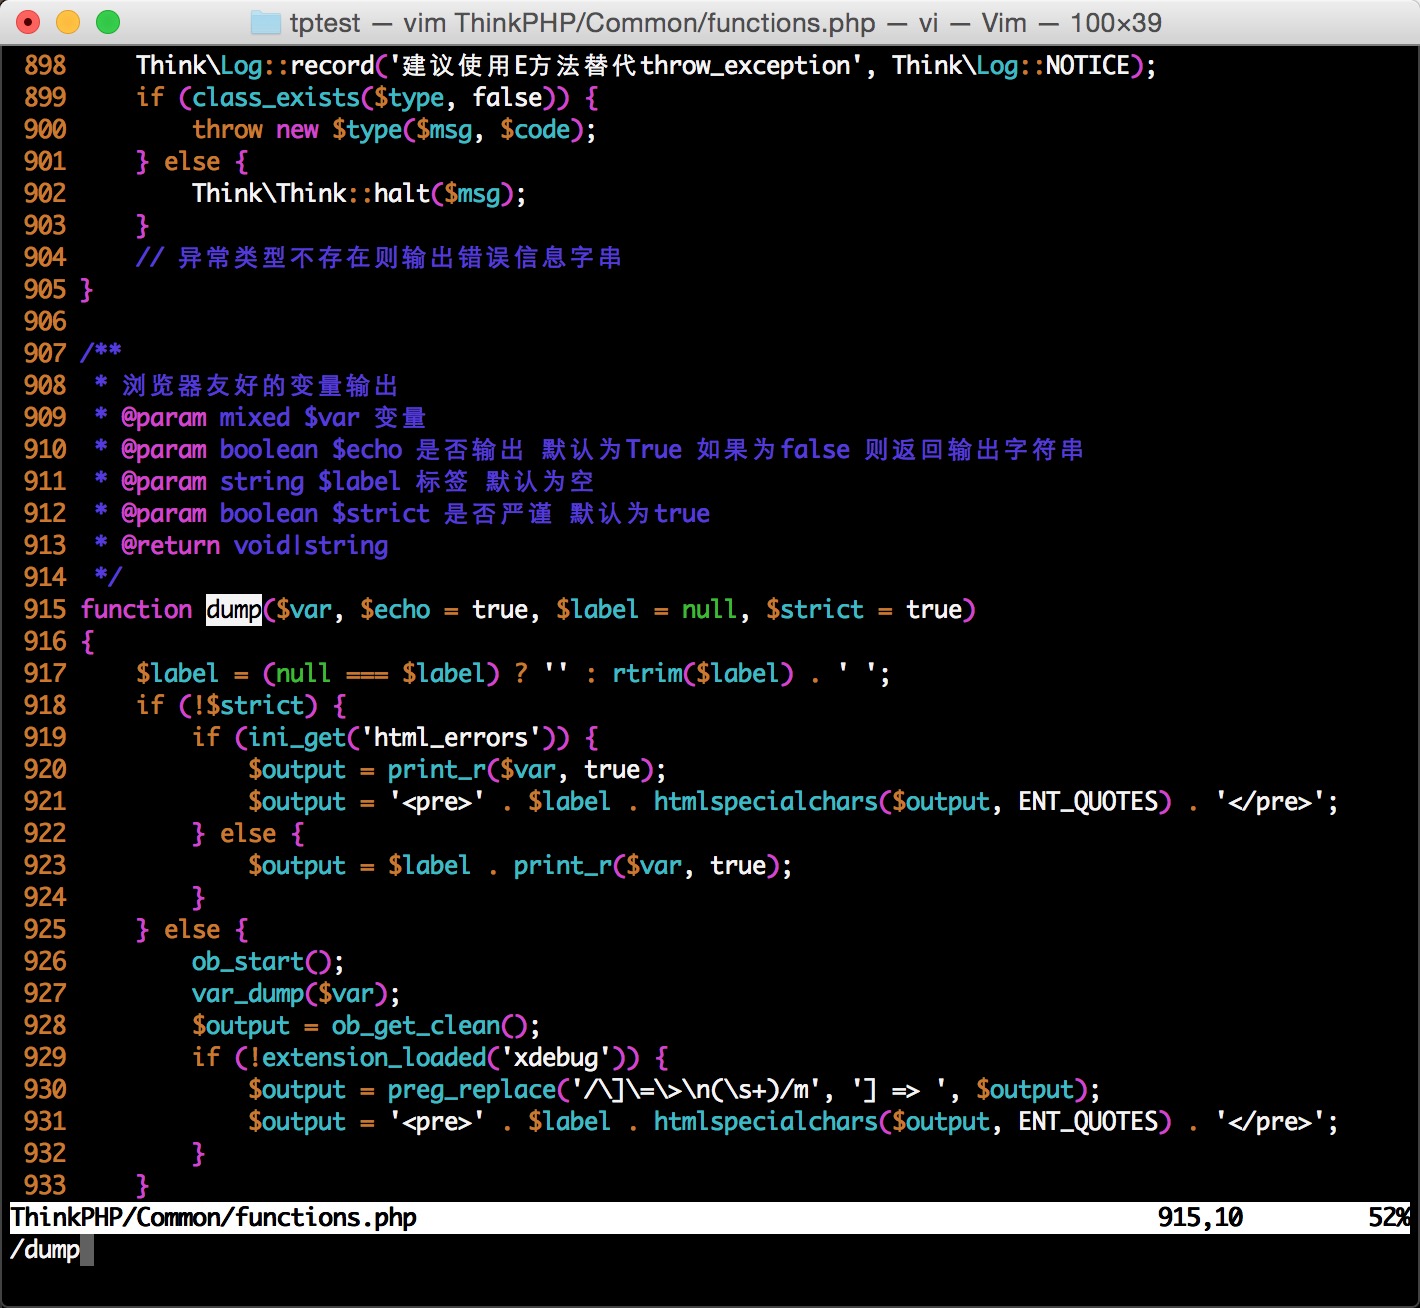 tptest — vim ThinkPHP/Common/functions.php — vi — Vim — 100×39
898     Think\Log::record('建议使用E方法替代throw_exception', Think\Log::NOTICE);
899     if (class_exists($type, false)) {
900         throw new $type($msg, $code);
901     } else {
902         Think\Think::halt($msg);
903     }
904     // 异常类型不存在则输出错误信息字串
905 }
906
907 /**
908  * 浏览器友好的变量输出
909  * @param mixed $var 变量
910  * @param boolean $echo 是否输出 默认为True 如果为false 则返回输出字符串
911  * @param string $label 标签 默认为空
912  * @param boolean $strict 是否严谨 默认为true
913  * @return void|string
914  */
915 function dump($var, $echo = true, $label = null, $strict = true)
916 {
917     $label = (null === $label) ? '' : rtrim($label) . ' ';
918     if (!$strict) {
919         if (ini_get('html_errors')) {
920             $output = print_r($var, true);
921             $output = '<pre>' . $label . htmlspecialchars($output, ENT_QUOTES) . '</pre>';
922         } else {
923             $output = $label . print_r($var, true);
924         }
925     } else {
926         ob_start();
927         var_dump($var);
928         $output = ob_get_clean();
929         if (!extension_loaded('xdebug')) {
930             $output = preg_replace('/\]\=\>\n(\s+)/m', '] => ', $output);
931             $output = '<pre>' . $label . htmlspecialchars($output, ENT_QUOTES) . '</pre>';
932         }
933     }
ThinkPHP/Common/functions.php 915,10 52%
/dump